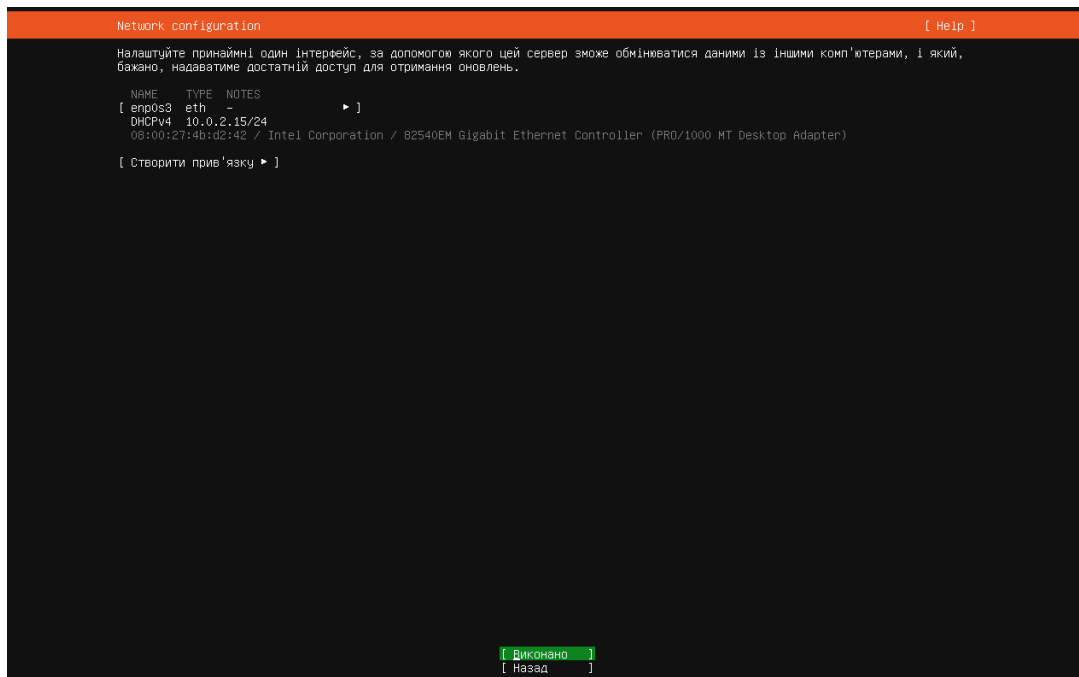 Network configuration [ Help ]
Налаштуйте принаймні один інтерфейс, за допомогою якого цей сервер зможе обмінюватися даними із іншими комп'ютерами, і який,
бажано, надаватиме достатній доступ для отримання оновлень.
NAME TYPE NOTES
[ enp0s3 eth – ▸ ]
DHCPv4 10.0.2.15/24
08:00:27:4b:d2:42 / Intel Corporation / 82540EM Gigabit Ethernet Controller (PRO/1000 MT Desktop Adapter)
[ Створити прив'язку ▸ ]
[ Виконано ]
[ Назад ]